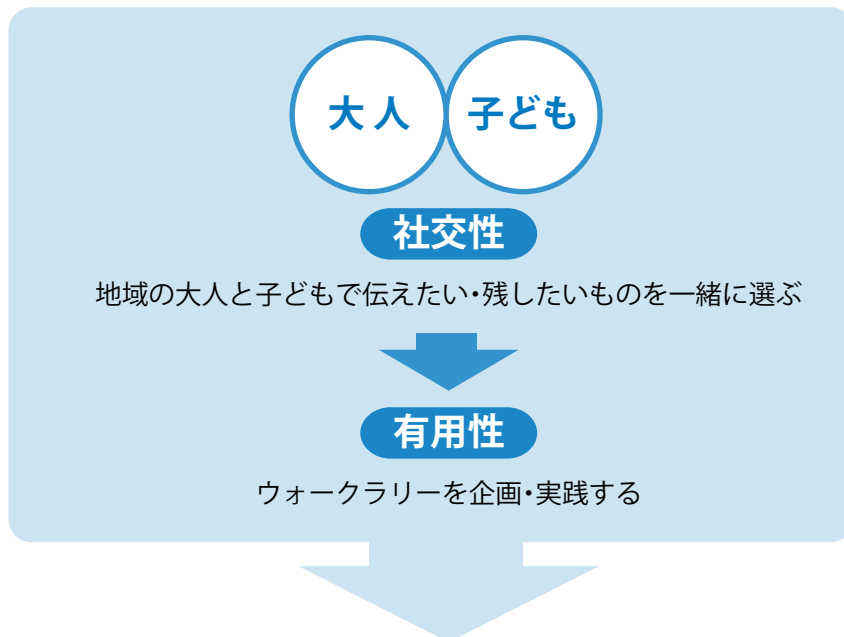 大人 子ども
社交性
地域の大人と子どもで伝えたい・残したいものを一緒に選ぶ
有用性
ウォークラリーを企画・実践する